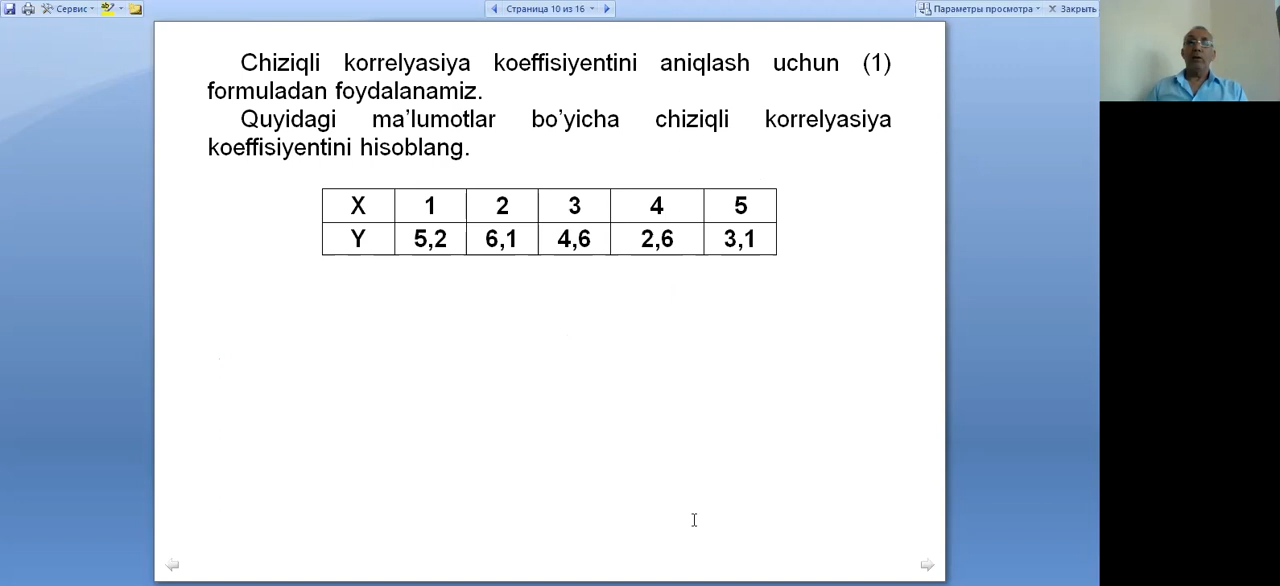 Сервис
Страница 10 из 16
Параметры просмотра
Закрыть
Chiziqli korrelyasiya koeffisiyentini aniqlash uchun (1)
formuladan foydalanamiz.
Quyidagi ma’lumotlar bo’yicha chiziqli korrelyasiya
koeffisiyentini hisoblang.
X 1 2 3 4 5
Y 5,2 6,1 4,6 2,6 3,1